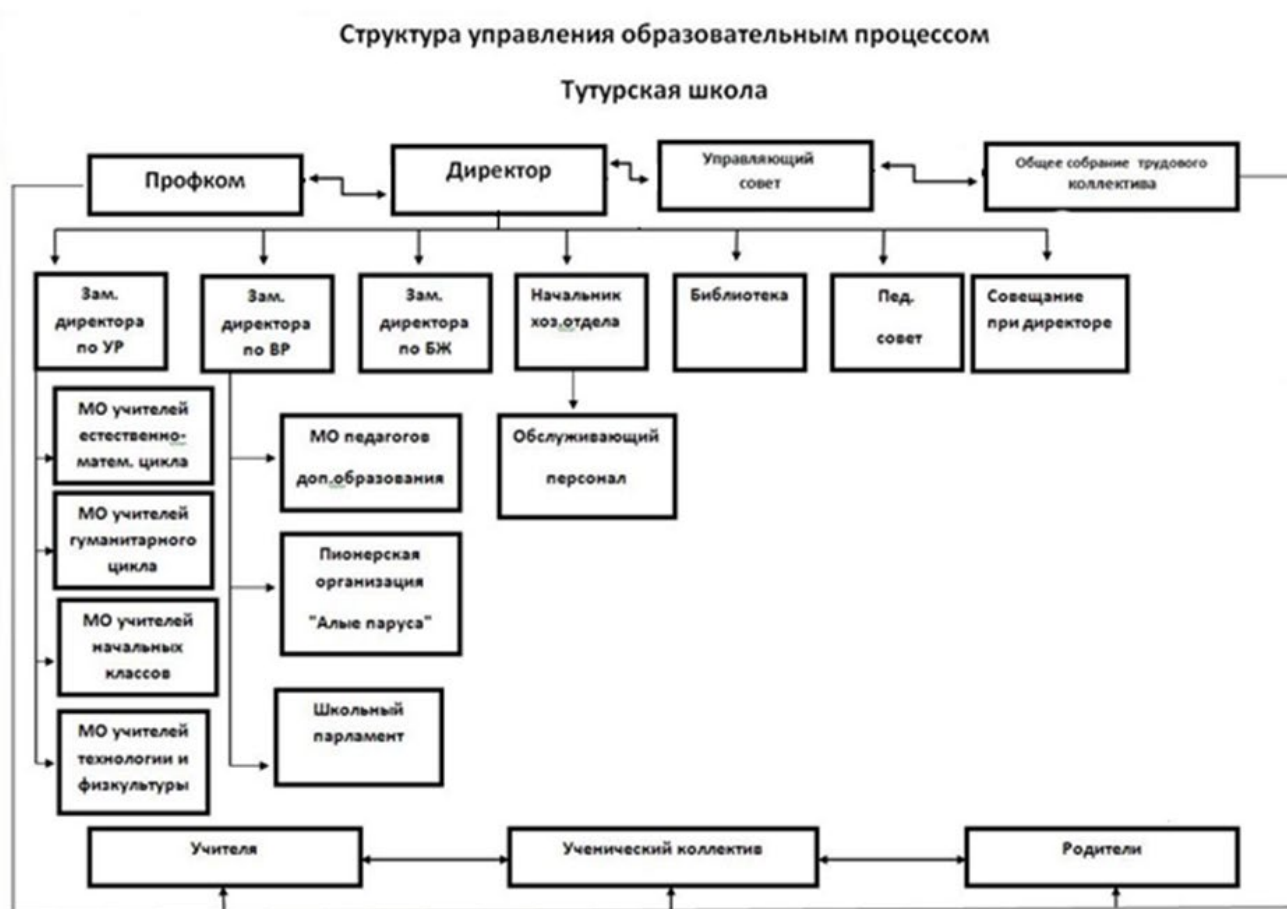 Структура управления образовательным процессом
Тутурская школа
Профком
Директор
Управляющий
совет
Общее собрание трудового
коллектива
Зам.
директора
по УР
Зам.
директора
по ВР
Зам.
директора
по БЖ
Начальник
хоз.отдела
Библиотека
Пед.
совет
Совещание
при директоре
МО учителей
естественно-
матем. цикла
МО учителей
гуманитарного
цикла
МО учителей
начальных
классов
МО учителей
технологии и
физкультуры
МО педагогов
доп.образования
Пионерская
организация
"Алые паруса"
Школьный
парламент
Обслуживающий
персонал
Учителя
Ученический коллектив
Родители